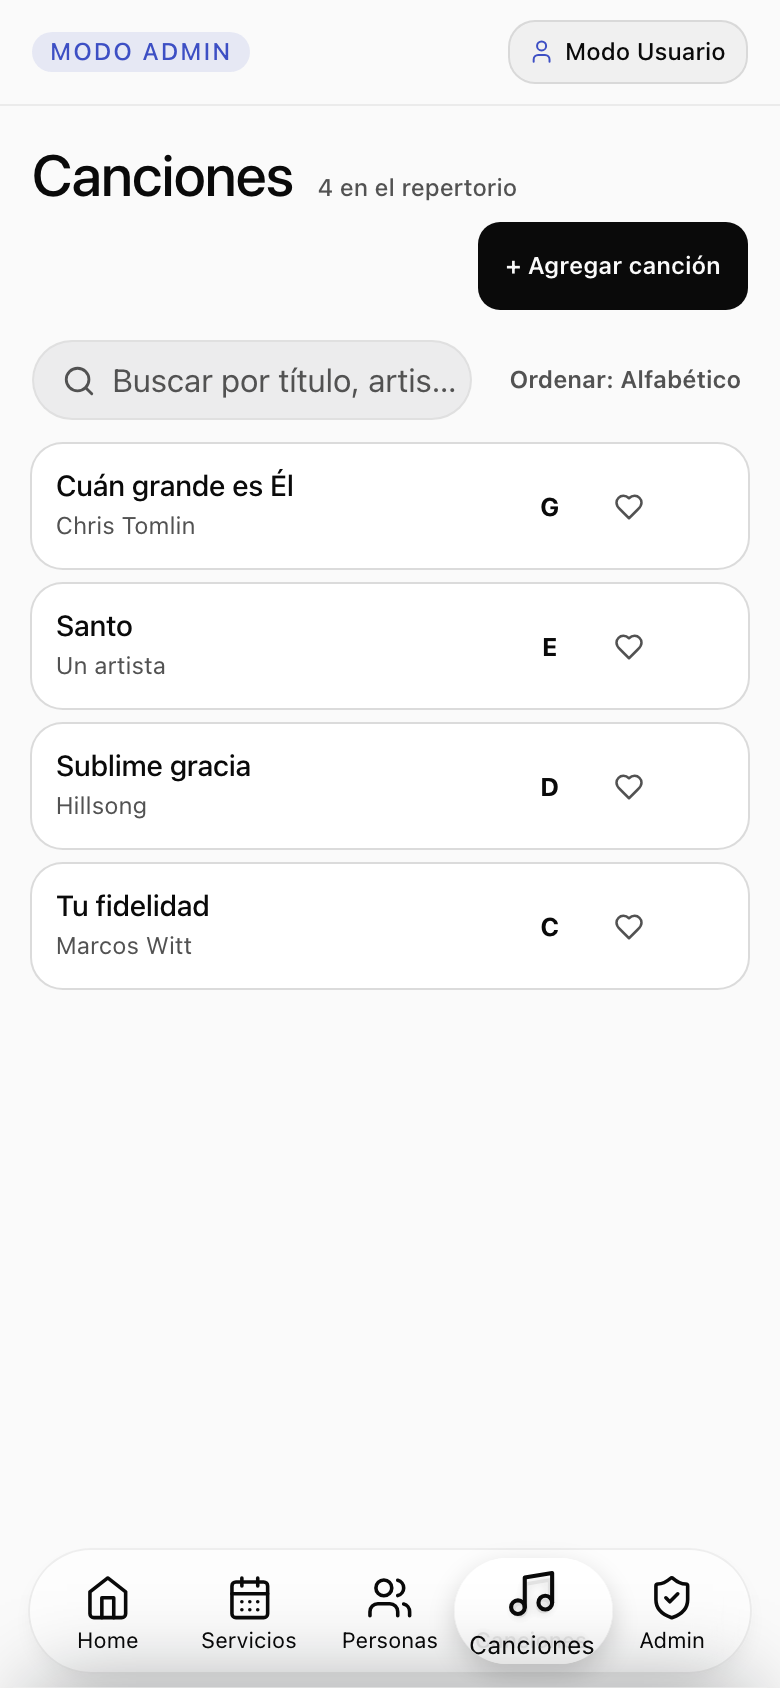 MODO ADMIN
Modo Usuario
Canciones 4 en el repertorio
+ Agregar canción
Buscar por título, artis...
Ordenar: Alfabético
Cuán grande es Él
Chris Tomlin
G
Santo
Un artista
E
Sublime gracia
Hillsong
D
Tu fidelidad
Marcos Witt
C
Home Servicios Personas Canciones Admin